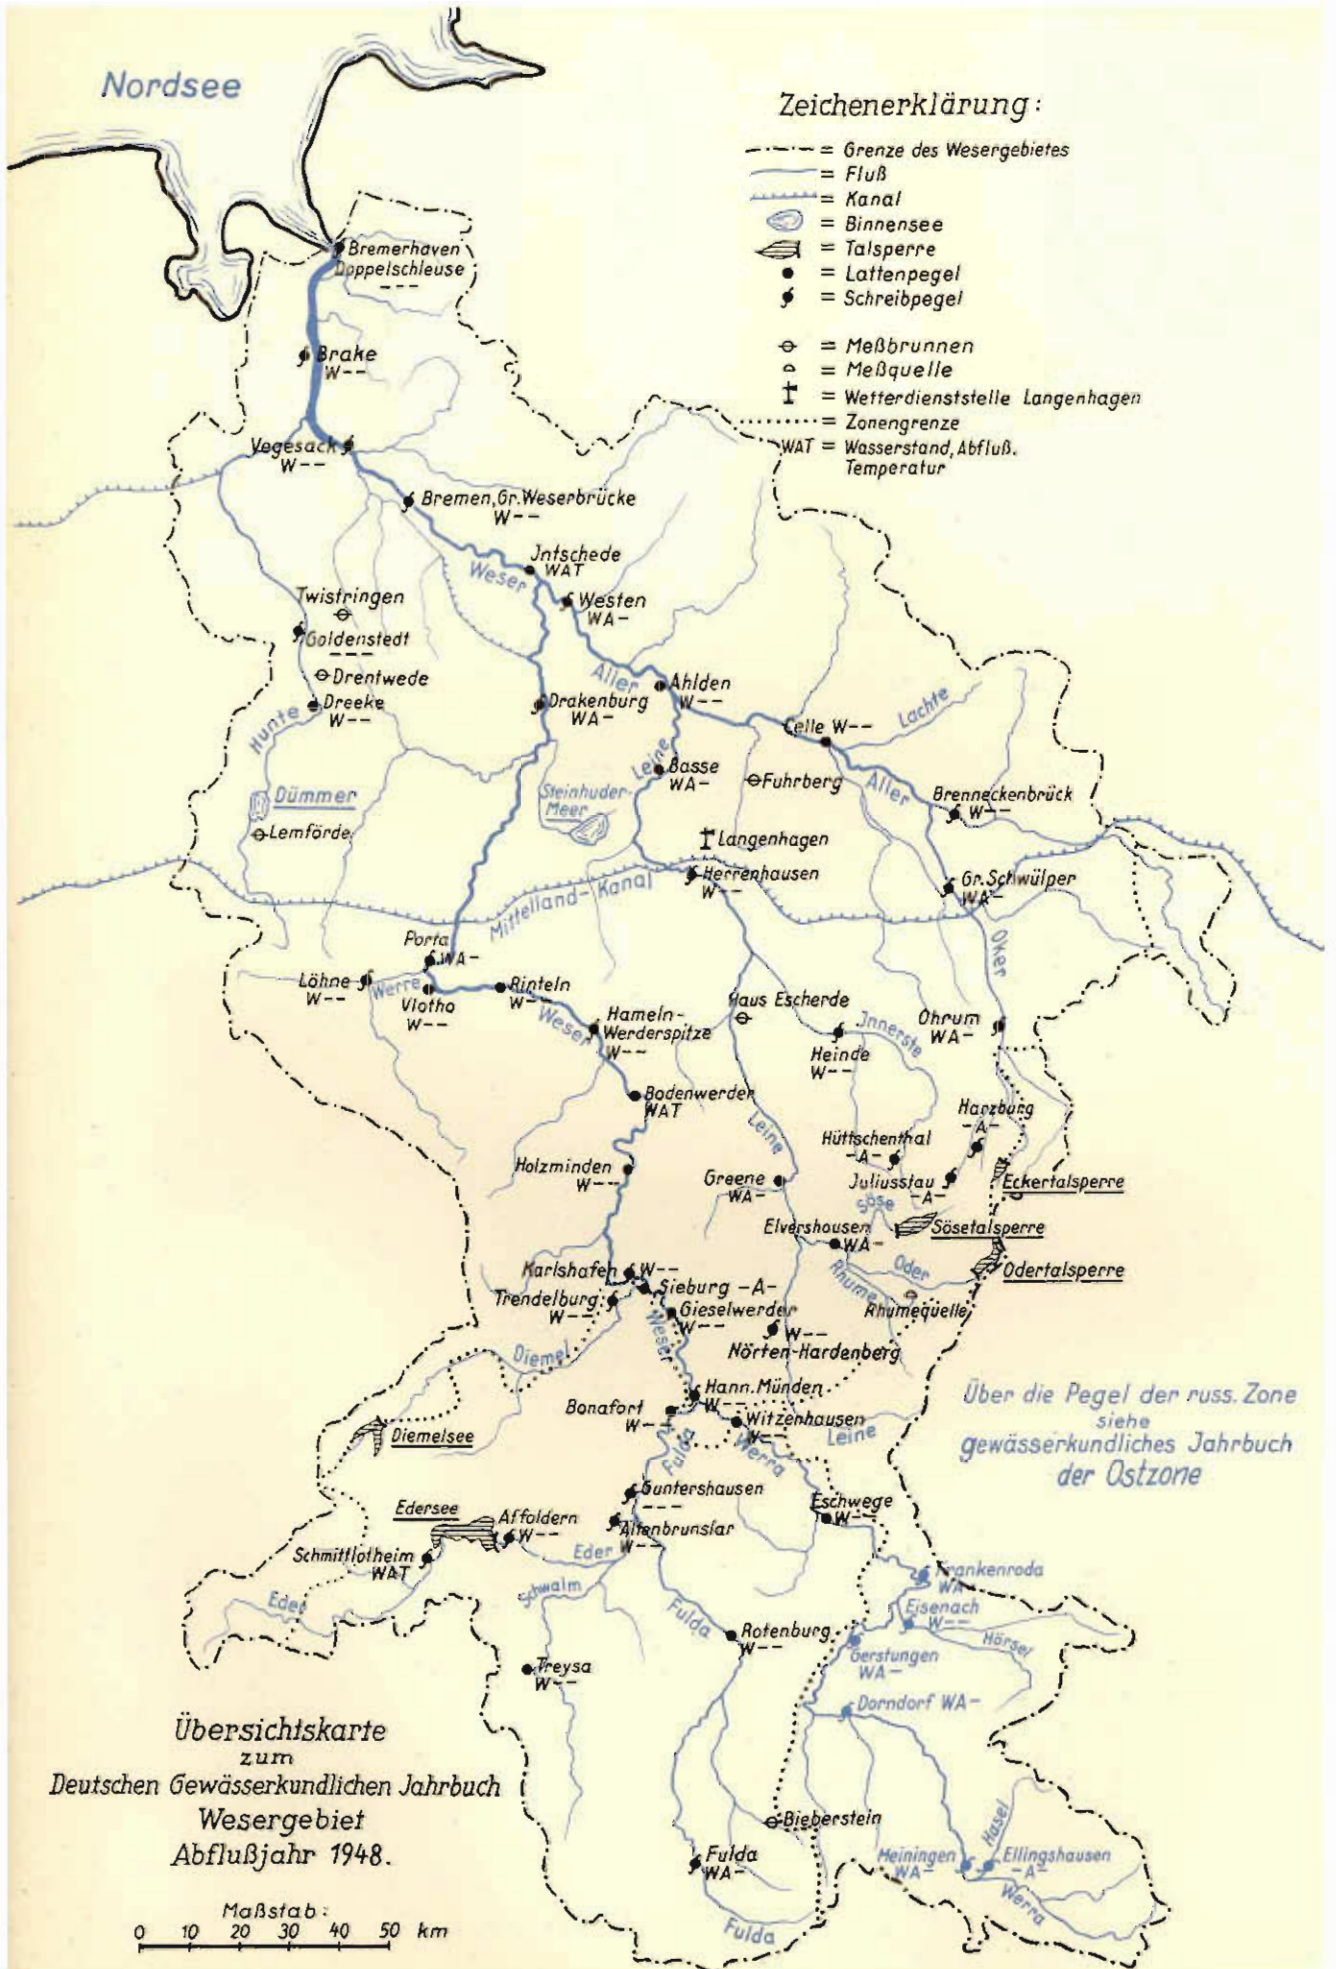 Nordsee
Zeichenerklärung:
= Grenze des Wesergebietes
= Fluß
= Kanal
= Binnensee
= Talsperre
= Lattenpegel
= Schreibpegel
= Meßbrunnen
= Meßquelle
= Wetterdienststelle Langenhagen
= Zonengrenze
WAT = Wasserstand, Abfluß.
Temperatur
Bremerhaven
Doppelschleuse
---
Brake
W--
Vegesack
W--
Bremen, Gr. Weserbrücke
W--
Jntschede
WAT
Weser
Westen
WA-
Twistringen
Goldenstedt
---
Drentwede
Dreeke
W--
Hunte
Aller
Ahlden
W--
Drakenburg
WA-
Lachte
Celle W--
Leine
Basse
WA-
Fuhrberg
Aller
Brenneckenbrück
W--
Dümmer
Steinhuder-
Meer
Lemförde
Langenhagen
Herrenhausen
W--
Gr. Schwülper
WA-
Mittelland-Kanal
Oker
Porta
WA-
Löhne
W--
Werre
Vlotho
W--
Rinteln
W--
Weser
Hameln-
Werderspitze
W--
Haus Escherde
Jnnerste
Heinde
W--
Ohrum
WA-
Bodenwerder
WAT
Harzburg
-A-
Leine
Hüttschenthal
-A-
Holzminden
W--
Greene
WA-
Juliusstau
-A-
Eckertalsperre
Söse
Sösetalsperre
Elvershausen
WA-
Oder
Odertalsperre
Rhume
Rhumequelle
Karlshafen W--
Sieburg -A-
Trendelburg
W--
Gieselwerder
W--
Weser
W--
Nörten-Hardenberg
Diemel
Hann. Münden
W--
Bonafort
W--
Witzenhausen
W--
Leine
Diemelsee
Fulda
Werra
Über die Pegel der russ. Zone
siehe
gewässerkundliches Jahrbuch
der Ostzone
Guntershausen
---
Eschwege
W--
Edersee
Affoldern
W--
Altenbrunslar
W--
Schmittlotheim
WAT
Eder
Eder
Schwalm
Frankenroda
WA-
Eisenach
W--
Hörsel
Fulda
Rotenburg
W--
Gerstungen
WA-
Treysa
W--
Dorndorf WA-
Übersichtskarte
zum
Deutschen Gewässerkundlichen Jahrbuch
Wesergebiet
Abflußjahr 1948.
Bieberstein
Hasel
Fulda
WA-
Meiningen
WA-
Ellingshausen
-A-
Werra
Fulda
Maßstab:
0 10 20 30 40 50 km